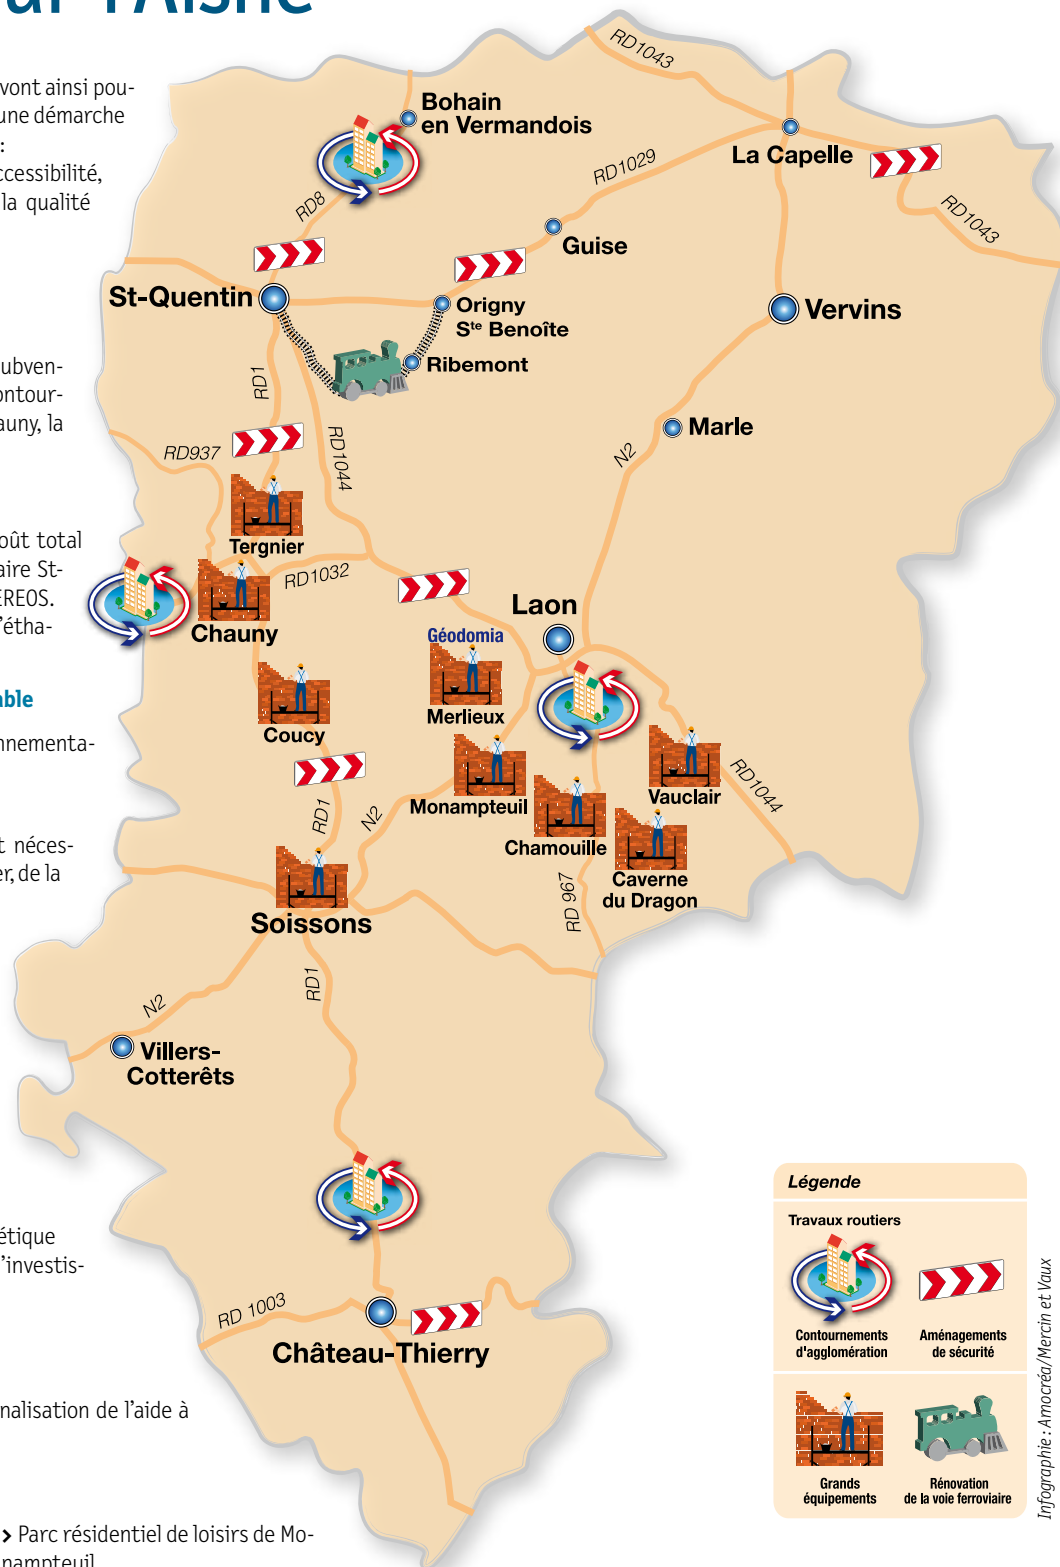 vont ainsi pou-
une démarche
:
ccessibilité,
la qualité
ubven-
ontour-
auny, la
oût total
aire St-
EREOS.
'étha-
able
nnementa-
t néces-
er, de la
étique
'investis-
nalisation de l'aide à
> Parc résidentiel de loisirs de Mo-
nampteuil
RD1043
Bohain
en Vermandois
La Capelle
RD1029
RD8
RD1043
Guise
St-Quentin
Origny
Ste Benoîte
Vervins
Ribemont
RD1
Marle
RD937
RD1044
N2
Tergnier
RD1032
Chauny
Laon
Géodomia
Merlieux
Coucy
Monampteuil
Vauclair
RD1044
RD1
N2
Chamouille
Caverne
du Dragon
RD 967
Soissons
RD1
N2
Villers-
Cotterêts
RD 1003
Château-Thierry
Légende
Travaux routiers
Contournements
d'agglomération
Aménagements
de sécurité
Grands
équipements
Rénovation
de la voie ferroviaire
Infographie : Amocréa/Mercin et Vaux